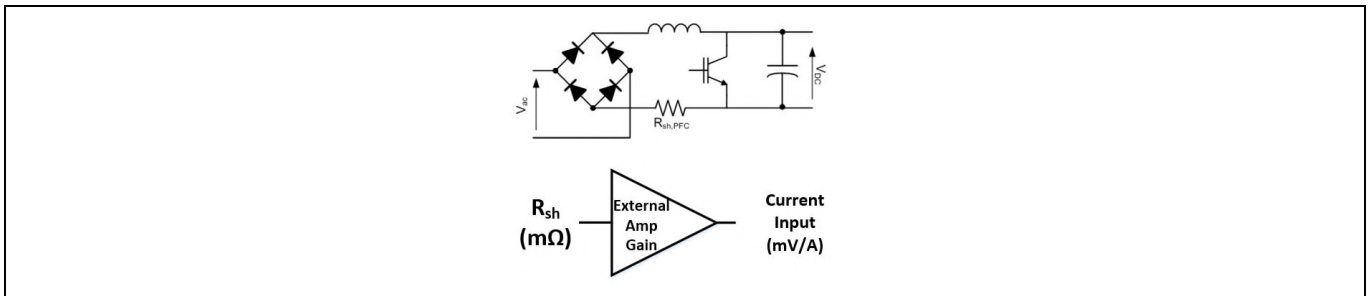 V_ac
V_DC
R_sh,PFC
R_sh
(mΩ)
External
Amp
Gain
Current
Input
(mV/A)